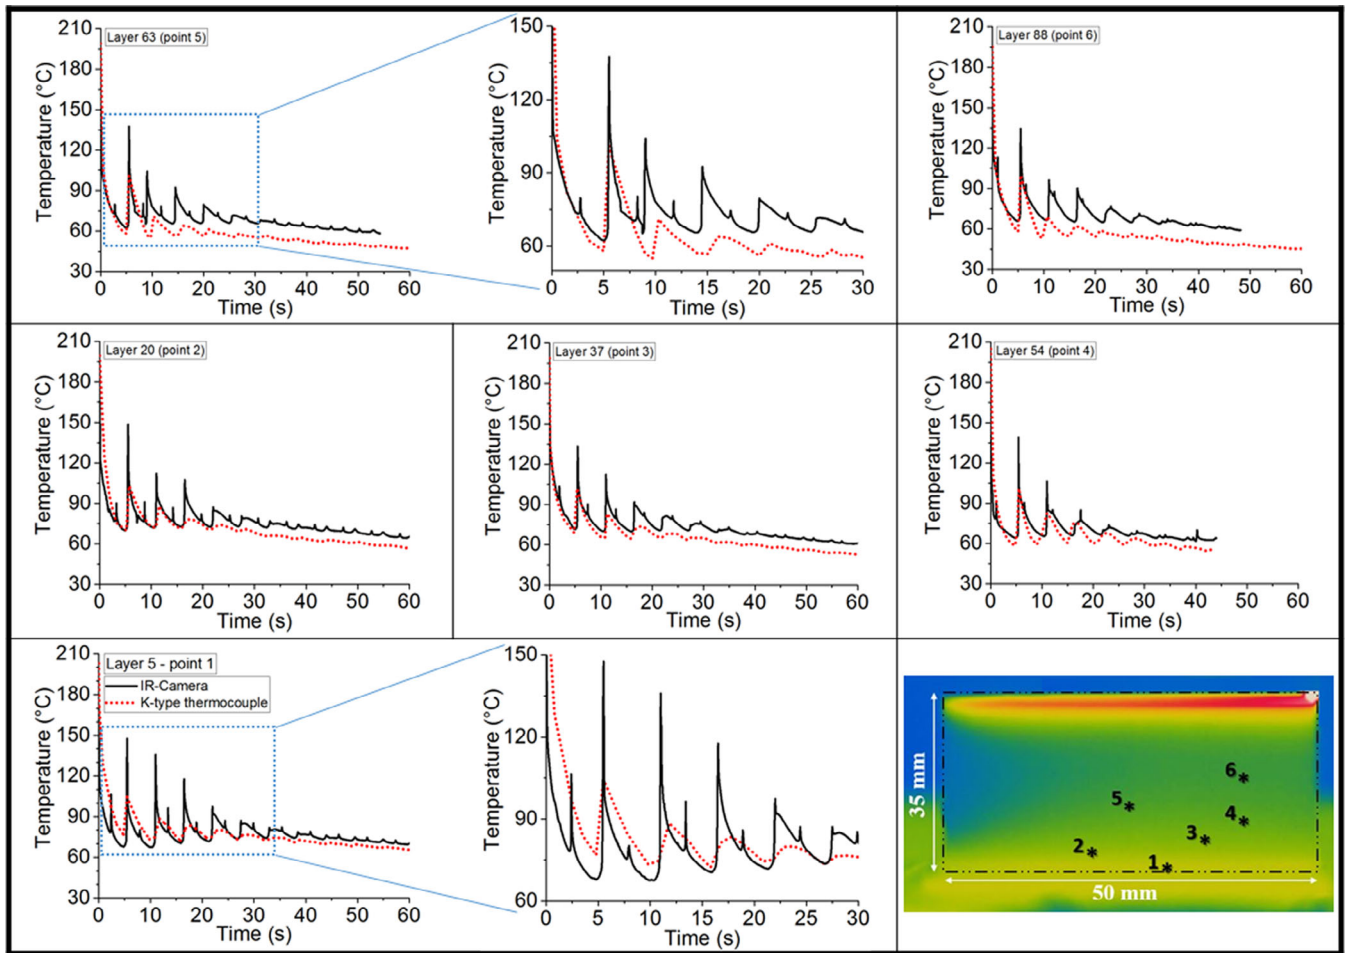 Layer 63 (point 5)
Temperature (°C)
210
180
150
120
90
60
30
0 10 20 30 40 50 60
Time (s)
Temperature (°C)
150
120
90
60
0 5 10 15 20 25 30
Time (s)
Layer 88 (point 6)
Temperature (°C)
210
180
150
120
90
60
30
0 10 20 30 40 50 60
Time (s)
Layer 20 (point 2)
Temperature (°C)
210
180
150
120
90
60
30
0 10 20 30 40 50 60
Time (s)
Layer 37 (point 3)
Temperature (°C)
210
180
150
120
90
60
30
0 10 20 30 40 50 60
Time (s)
Layer 54 (point 4)
Temperature (°C)
210
180
150
120
90
60
30
0 10 20 30 40 50 60
Time (s)
Layer 5 - point 1
IR-Camera
K-type thermocouple
Temperature (°C)
210
180
150
120
90
60
30
0 10 20 30 40 50 60
Time (s)
Temperature (°C)
150
120
90
60
0 5 10 15 20 25 30
Time (s)
35 mm
6*
5*
4*
3*
2*
1*
50 mm